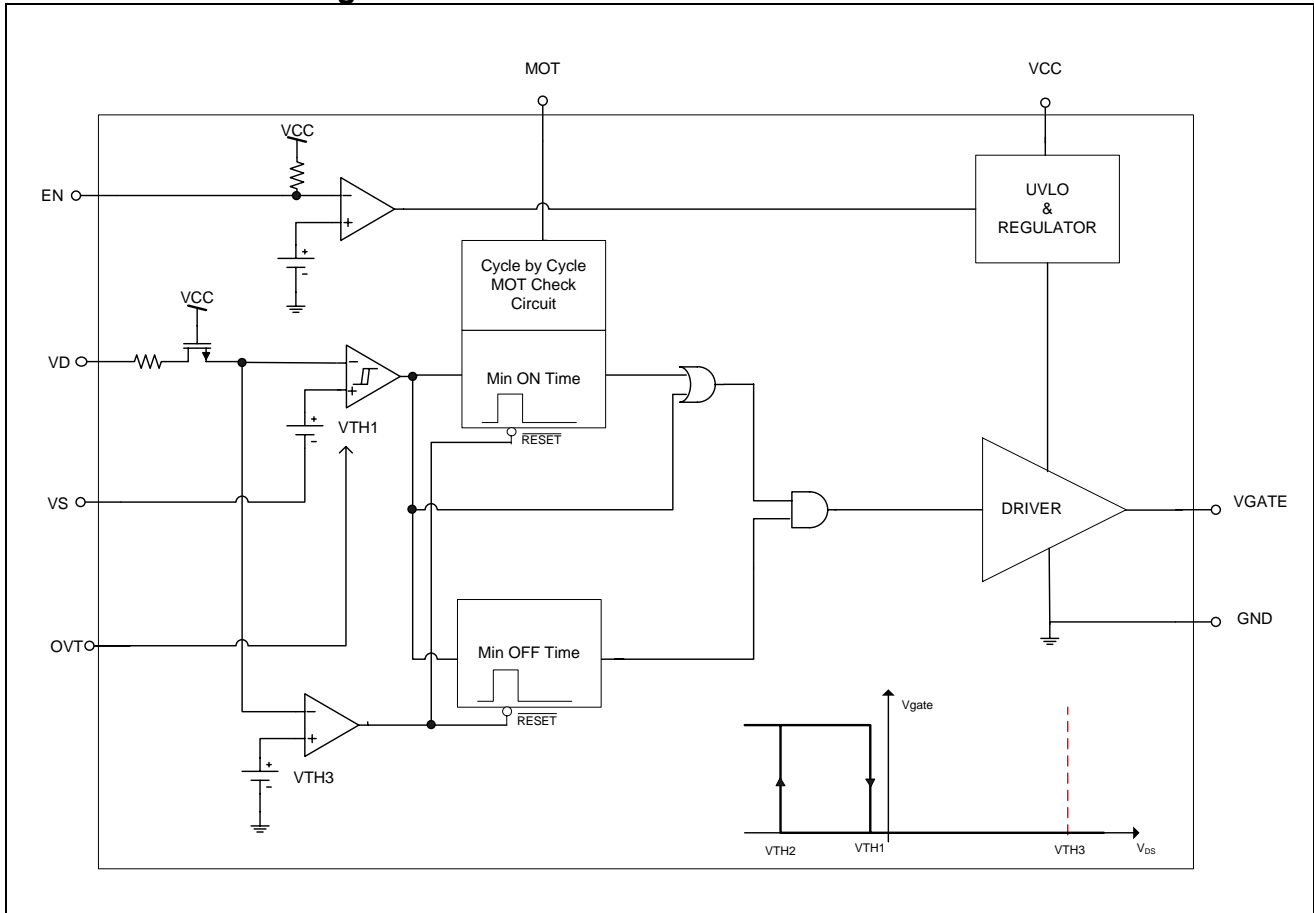 MOT
VCC
VCC
EN
−
+
+
-
UVLO
&
REGULATOR
Cycle by Cycle
MOT Check
Circuit
VCC
VD
−
+
Min ON Time
+
-
VTH1
RESET
VS
DRIVER
VGATE
GND
OVT
Min OFF Time
RESET
−
+
+
-
VTH3
Vgate
VTH2
VTH1
VTH3
VDS